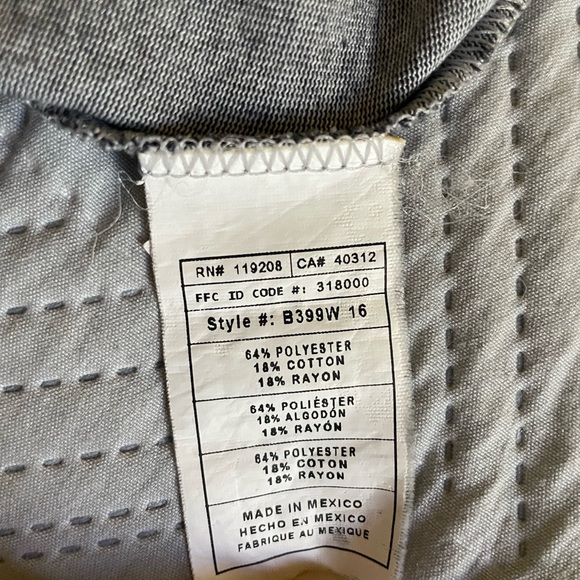 RN# 119208 CA# 40312
FFC ID CODE #: 318000
Style #: B399W 16
64% POLYESTER
18% COTTON
18% RAYON
64% POLIÉSTER
18% ALGODÓN
18% RAYÓN
64% POLYESTER
18% COTTON
18% RAYON
MADE IN MEXICO
HECHO EN MEXICO
FABRIQUE AU MEXIQUE